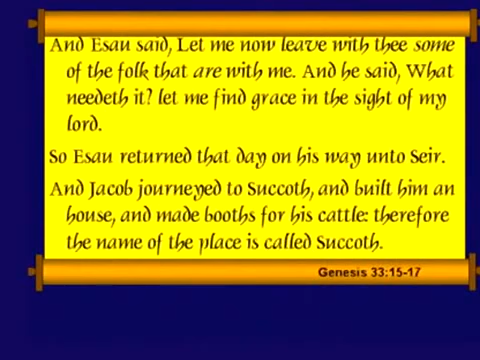 And Esau said, Let me now leave with thee some
of the folk that are with me. And he said, What
needeth it? let me find grace in the sight of my
lord.
So Esau returned that day on his way unto Seir.
And Jacob journeyed to Succoth, and built him an
house, and made booths for his cattle: therefore
the name of the place is called Succoth.
Genesis 33:15-17